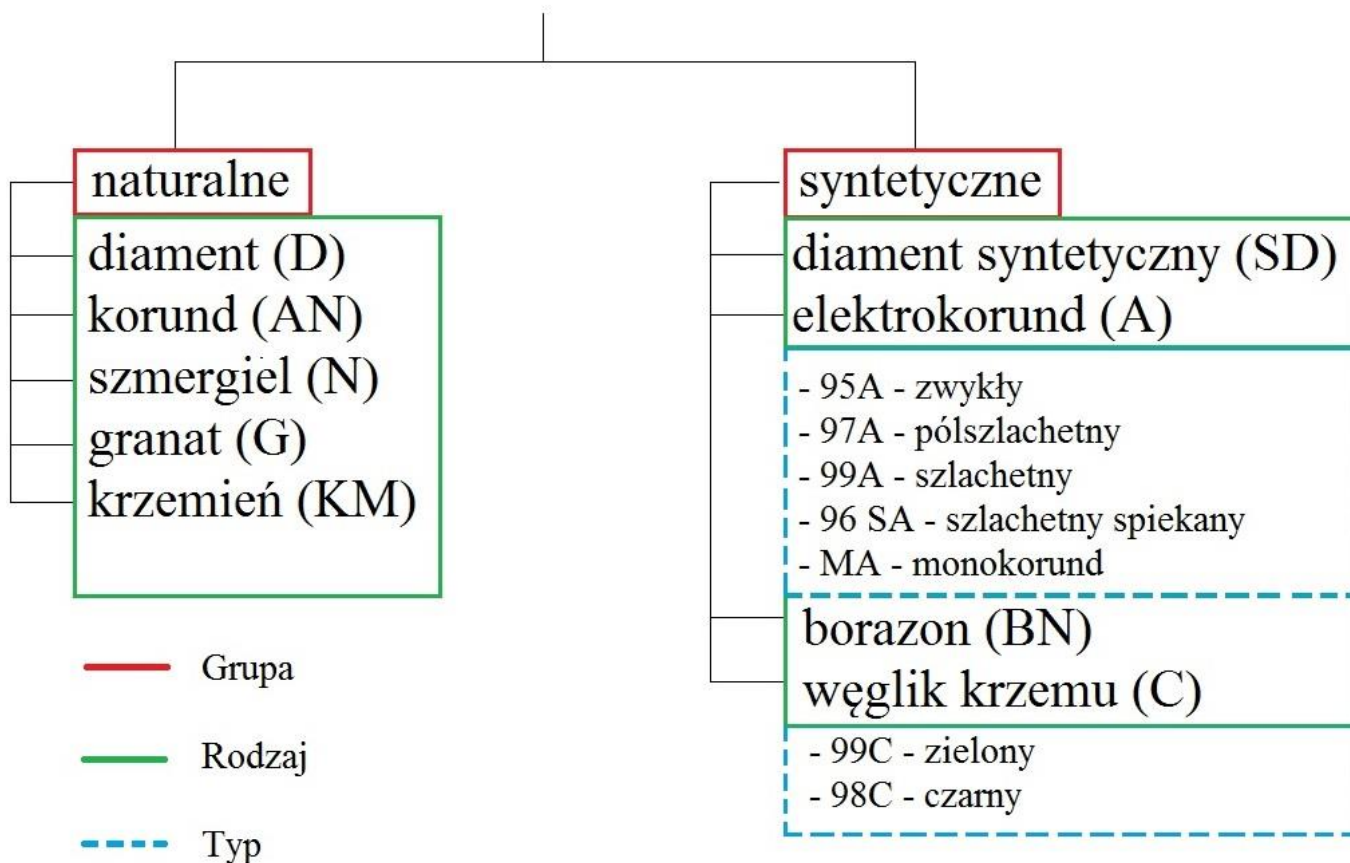 naturalne
diament (D)
korund (AN)
szmergiel (N)
granat (G)
krzemień (KM)
Grupa
Rodzaj
Typ
syntetyczne
diament syntetyczny (SD)
elektrokorund (A)
- 95A - zwykły
- 97A - pólszlachetny
- 99A - szlachetny
- 96 SA - szlachetny spiekany
- MA - monokorund
borazon (BN)
węglik krzemu (C)
- 99C - zielony
- 98C - czarny